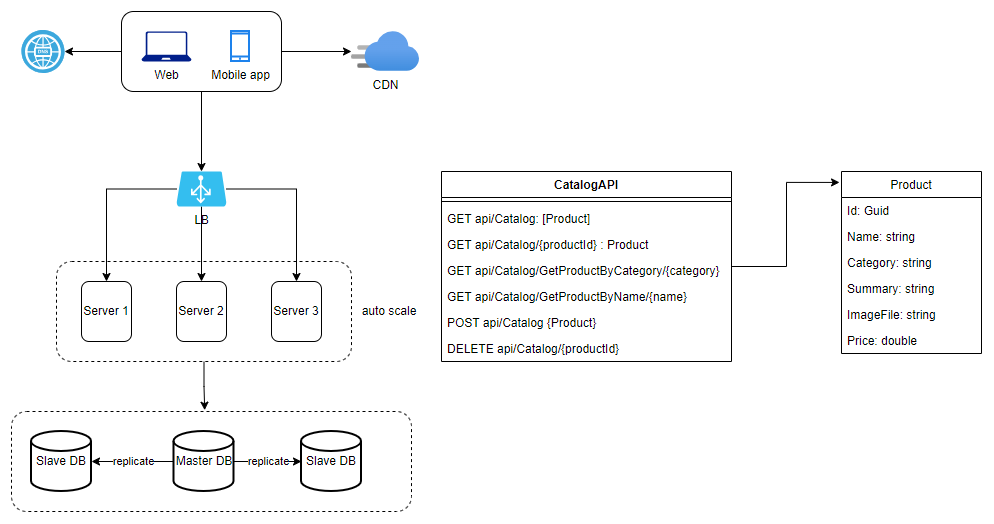 DNS
Web
Mobile app
CDN
LB
Server 1
Server 2
Server 3
auto scale
Slave DB
replicate
Master DB
replicate
Slave DB
CatalogAPI
GET api/Catalog: [Product]
GET api/Catalog/{productId} : Product
GET api/Catalog/GetProductByCategory/{category}
GET api/Catalog/GetProductByName/{name}
POST api/Catalog {Product}
DELETE api/Catalog/{productId}
Product
Id: Guid
Name: string
Category: string
Summary: string
ImageFile: string
Price: double